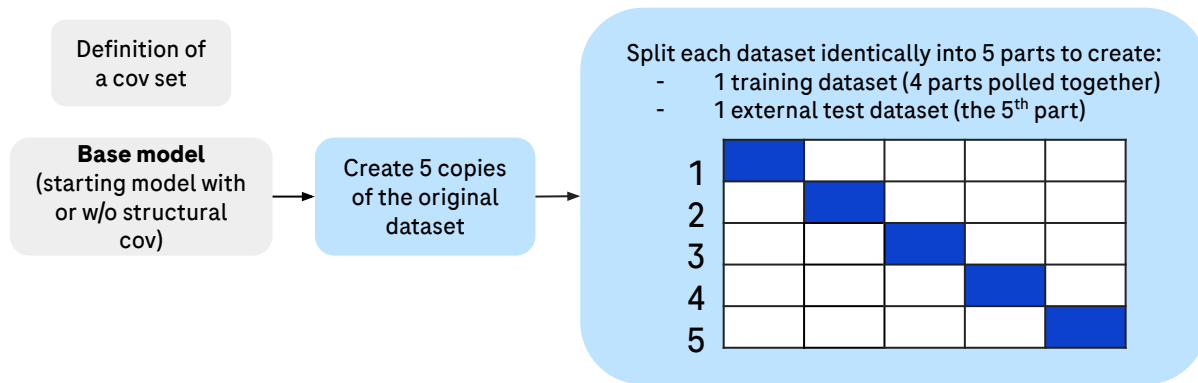 Definition of
a cov set
Base model
(starting model with
or w/o structural
cov)
Create 5 copies
of the original
dataset
Split each dataset identically into 5 parts to create:
- 1 training dataset (4 parts polled together)
- 1 external test dataset (the 5th part)
1
2
3
4
5